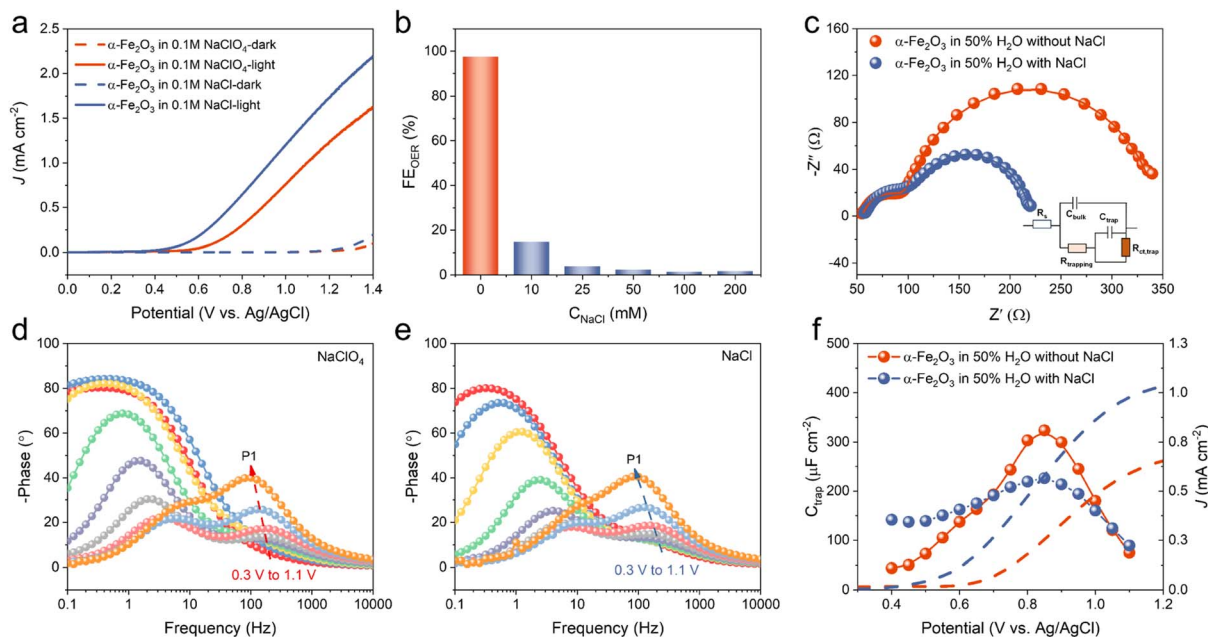 a
α-Fe₂O₃ in 0.1M NaClO₄-dark
α-Fe₂O₃ in 0.1M NaClO₄-light
α-Fe₂O₃ in 0.1M NaCl-dark
α-Fe₂O₃ in 0.1M NaCl-light
2.5
2.0
1.5
1.0
0.5
0.0
J (mA cm⁻²)
0.0 0.2 0.4 0.6 0.8 1.0 1.2 1.4
Potential (V vs. Ag/AgCl)
b
100
80
60
40
20
0
FE_OER (%)
0 10 25 50 100 200
C_NaCl (mM)
c
α-Fe₂O₃ in 50% H₂O without NaCl
α-Fe₂O₃ in 50% H₂O with NaCl
160
120
80
40
0
-40
-Z″ (Ω)
R_s
C_bulk
C_trap
R_trapping
R_ct,trap
50 100 150 200 250 300 350
Z′ (Ω)
d
NaClO₄
100
80
60
40
20
0
-Phase (°)
P1
0.3 V to 1.1 V
0.1 1 10 100 1000 10000
Frequency (Hz)
e
NaCl
100
80
60
40
20
0
-Phase (°)
P1
0.3 V to 1.1 V
0.1 1 10 100 1000 10000
Frequency (Hz)
f
α-Fe₂O₃ in 50% H₂O without NaCl
α-Fe₂O₃ in 50% H₂O with NaCl
500
400
300
200
100
0
C_trap (μF cm⁻²)
1.3
1.0
0.8
0.5
0.3
0.0
J (mA cm⁻²)
0.4 0.6 0.8 1.0 1.2
Potential (V vs. Ag/AgCl)